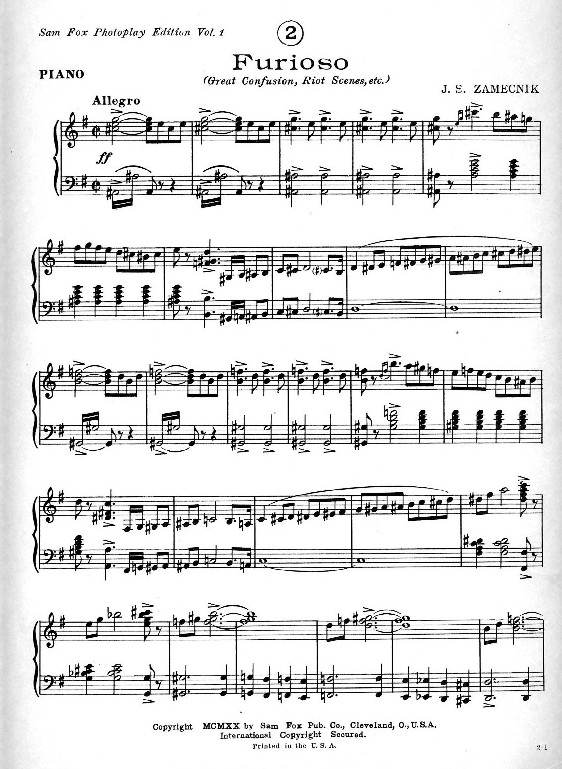 Sam Fox Photoplay Edition Vol. 1
2
Furioso
(Great Confusion, Riot Scenes, etc.)
PIANO
J. S. ZAMECNIK
Allegro
ff
Copyright MCMXX by Sam Fox Pub. Co., Cleveland, O., U.S.A.
International Copyright Secured.
Printed in the U. S. A.